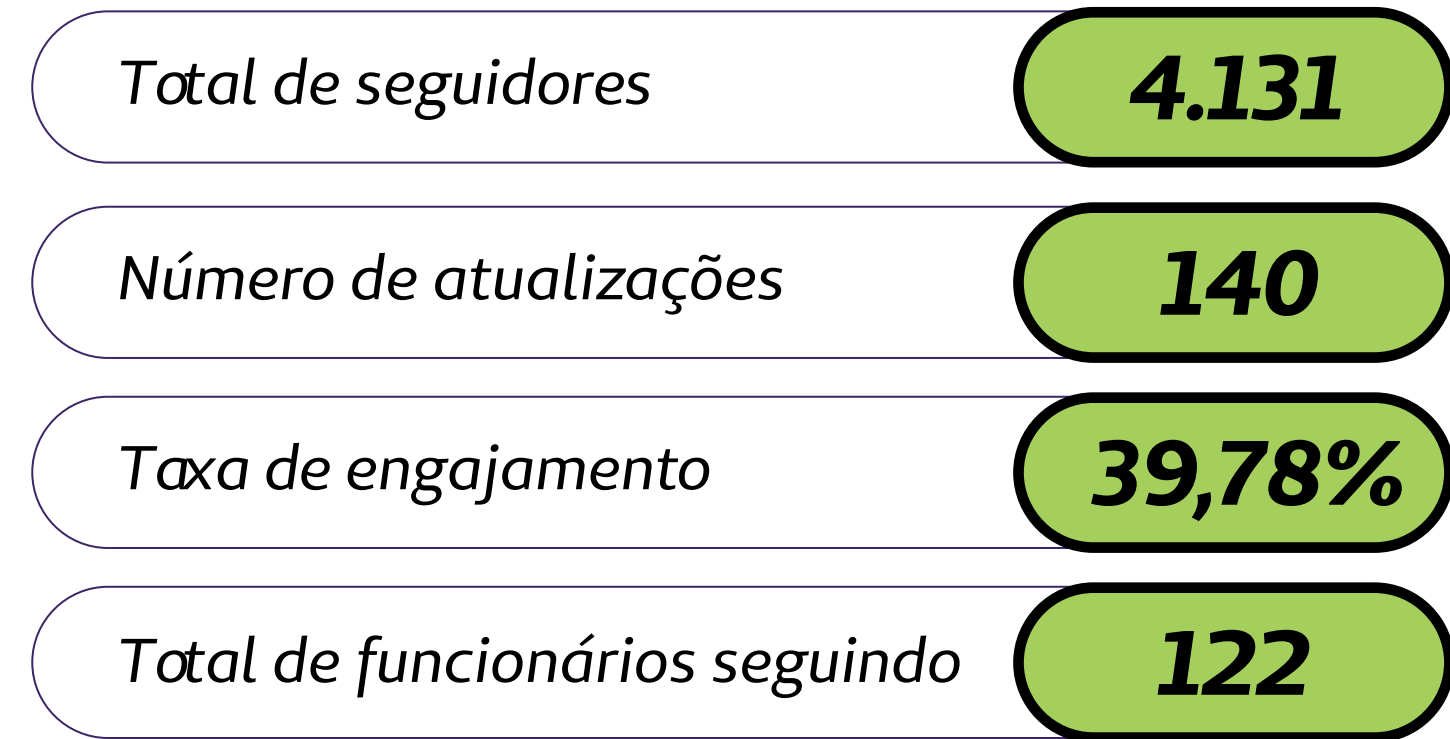 Total de seguidores 4.131
Número de atualizações 140
Taxa de engajamento 39,78%
Total de funcionários seguindo 122